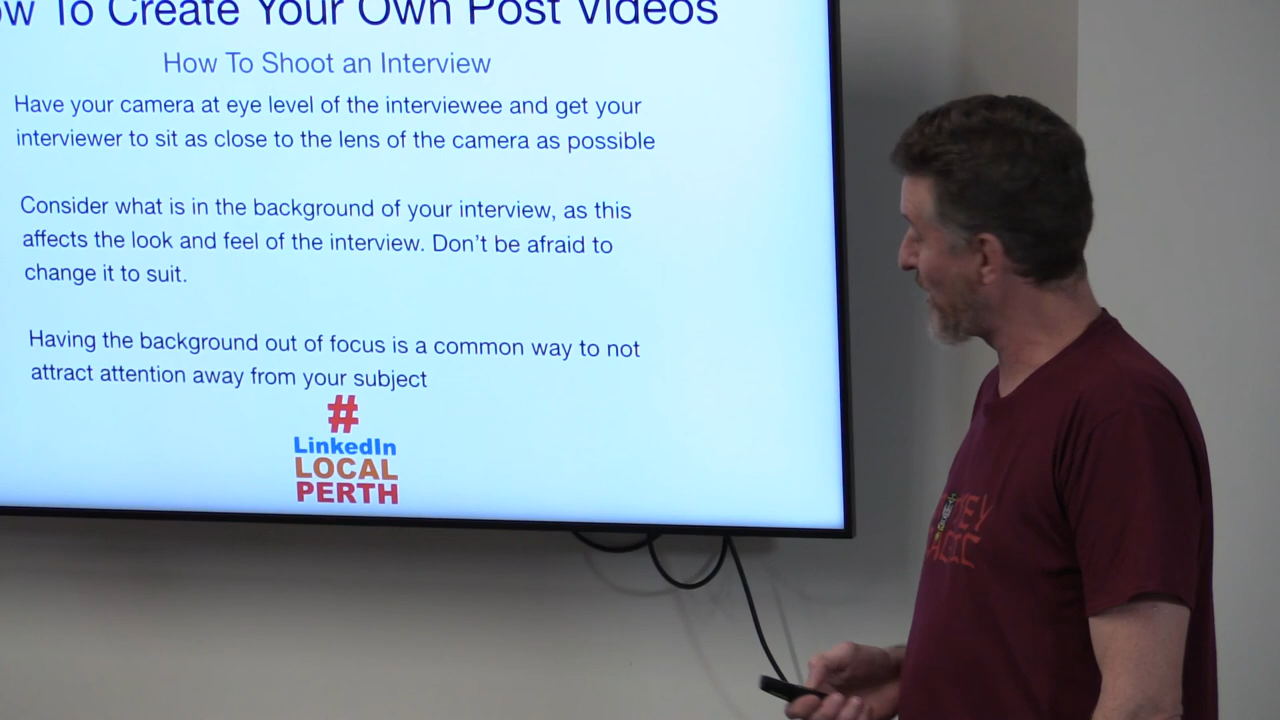 To Create Your Own Post Videos
How To Shoot an Interview
Have your camera at eye level of the interviewee and get your
interviewer to sit as close to the lens of the camera as possible
Consider what is in the background of your interview, as this
affects the look and feel of the interview. Don't be afraid to
change it to suit.
Having the background out of focus is a common way to not
attract attention away from your subject
#
LinkedIn
LOCAL
PERTH